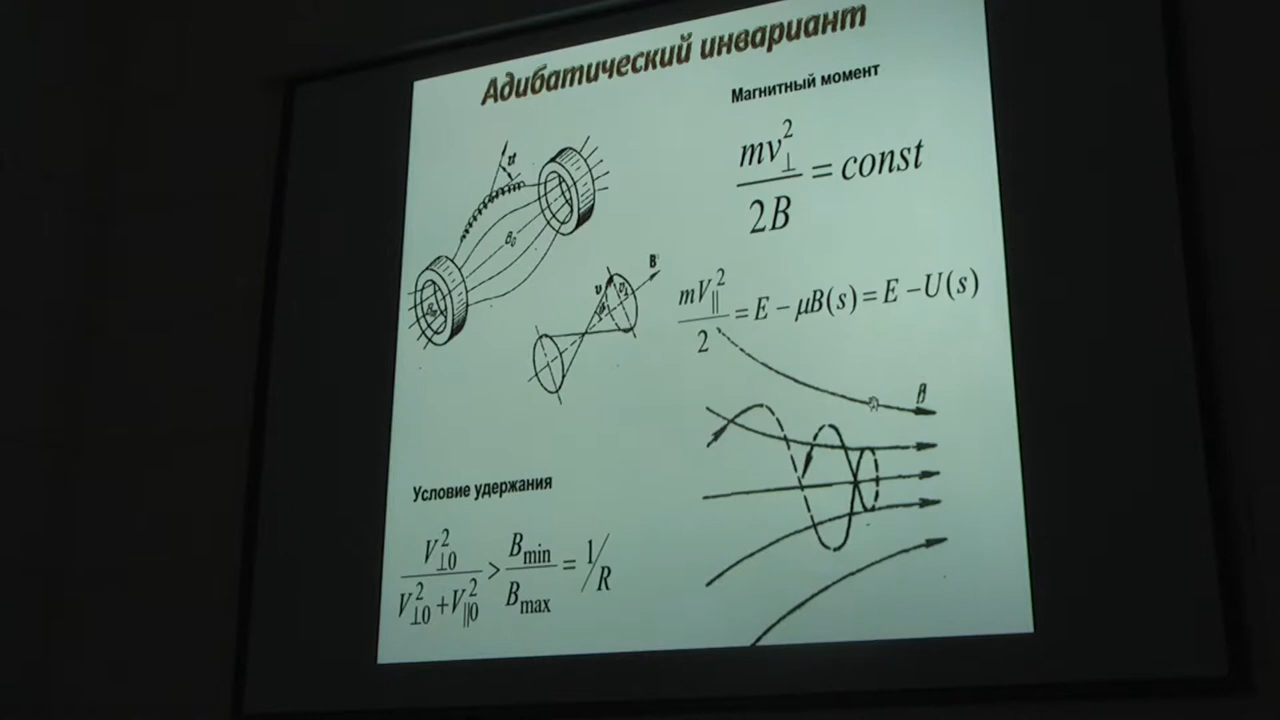 Адибатический инвариант
Магнитный момент
mv⊥²/2B = const
v
B₀
B
v
v⊥
mV∥²/2 = E − μB(s) = E − U(s)
B
Условие удержания
V⊥0²/(V⊥0² + V∥0²) > Bmin/Bmax = 1/R